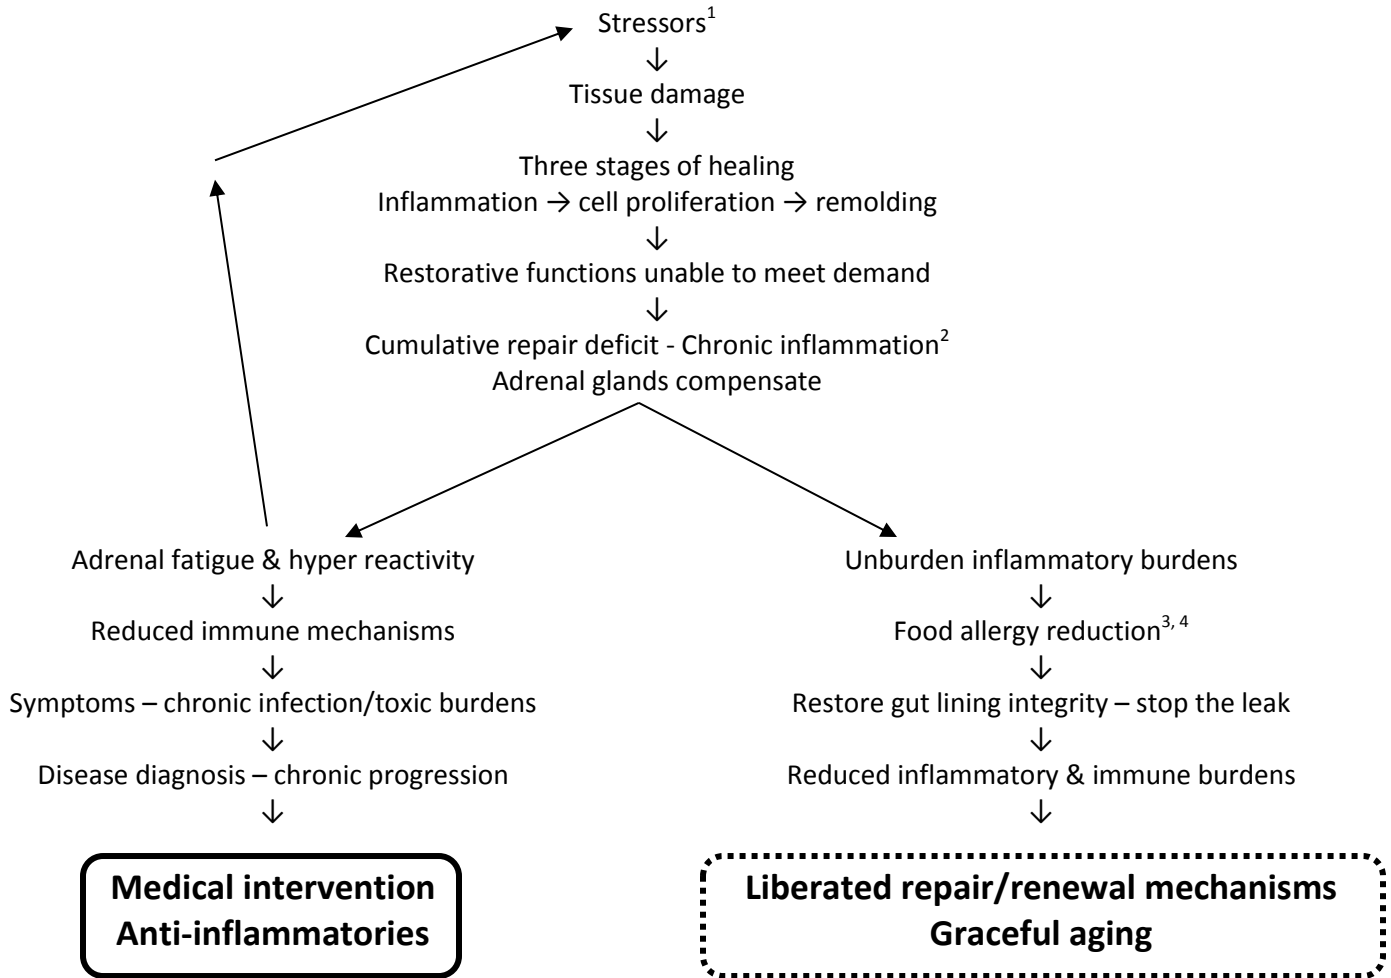 Stressors1
↓
Tissue damage
↓
Three stages of healing
Inflammation → cell proliferation → remolding
↓
Restorative functions unable to meet demand
↓
Cumulative repair deficit - Chronic inflammation2
Adrenal glands compensate
Adrenal fatigue & hyper reactivity
↓
Reduced immune mechanisms
↓
Symptoms – chronic infection/toxic burdens
↓
Disease diagnosis – chronic progression
↓
Medical intervention
Anti-inflammatories
Unburden inflammatory burdens
↓
Food allergy reduction3, 4
↓
Restore gut lining integrity – stop the leak
↓
Reduced inflammatory & immune burdens
↓
Liberated repair/renewal mechanisms
Graceful aging